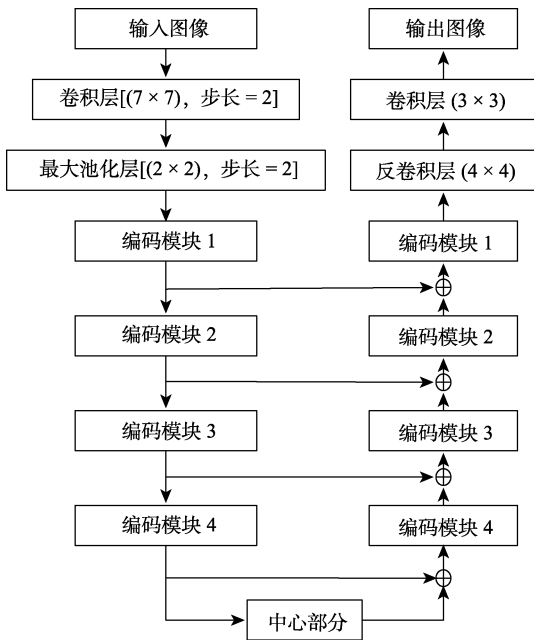 输入图像
卷积层[(7 × 7)，步长 = 2]
最大池化层[(2 × 2)，步长 = 2]
编码模块 1
编码模块 2
编码模块 3
编码模块 4
中心部分
输出图像
卷积层 (3 × 3)
反卷积层 (4 × 4)
编码模块 1
编码模块 2
编码模块 3
编码模块 4